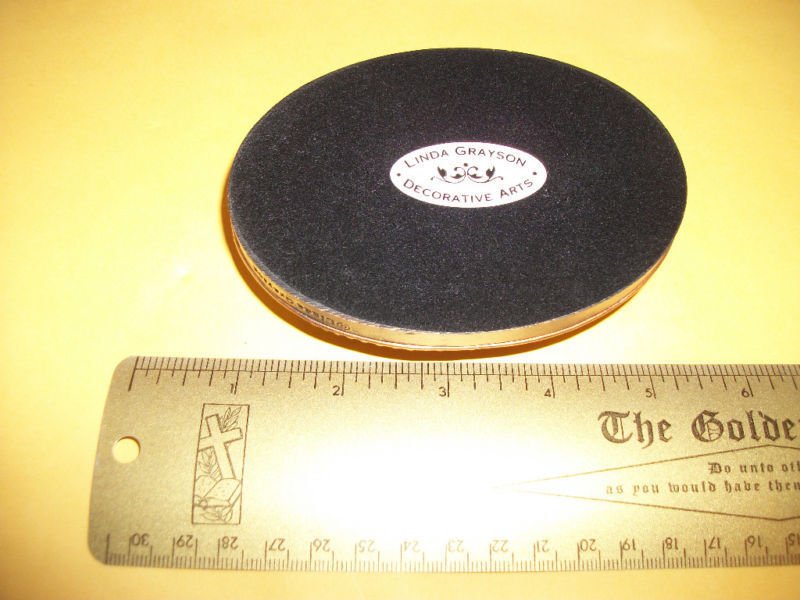 LINDA GRAYSON
DECORATIVE ARTS
1 2 3 4 5 6
The Golde
Do unto oth
as you would have then
30 29 28 27 26 25 24 23 22 21 20 19 18 17 16 15